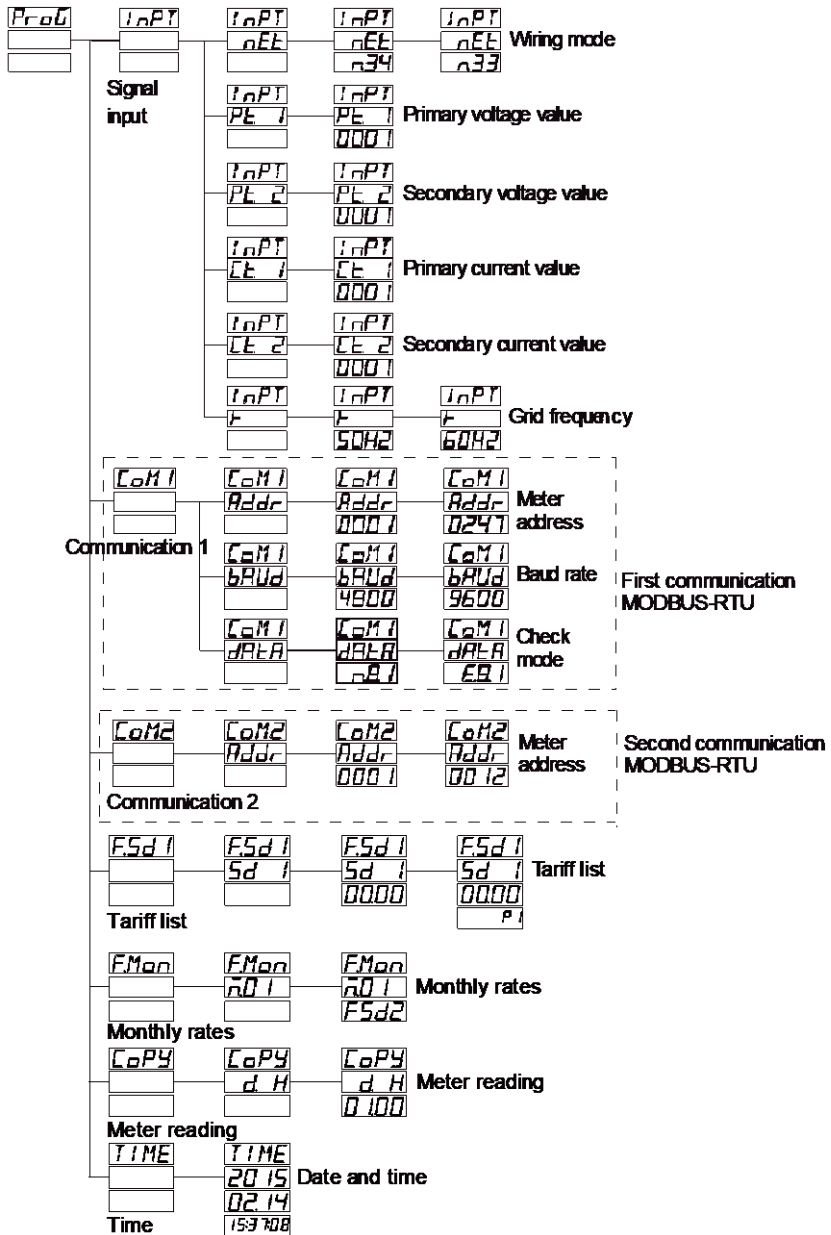 ProG InPT InPT InPT InPT
nEt nEt nEt Wiring mode
n.34 n.33
Signal
input
InPT InPT
Pt. 1 Pt. 1 Primary voltage value
0001
InPT InPT
Pt. 2 Pt. 2 Secondary voltage value
0001
InPT InPT
Ct. 1 Ct. 1 Primary current value
0001
InPT InPT
Ct. 2 Ct. 2 Secondary current value
0001
InPT InPT InPT
Grid frequency
50HZ 60HZ
CoM1 CoM1 CoM1 CoM1
Addr Addr Addr Meter
address
0001 0247
Communication 1
CoM1 CoM1 CoM1
bAUd bAUd bAUd Baud rate
4800 9600
First communication
MODBUS-RTU
CoM1 CoM1 CoM1
dAtA dAtA dAtA Check
mode
n.8.1 E.8.1
CoM2 CoM2 CoM2 CoM2
Addr Addr Addr Meter
address
0001 0012
Second communication
MODBUS-RTU
Communication 2
F.Sd1 F.Sd1 F.Sd1 F.Sd1
Sd 1 Sd 1 Sd 1 Tariff list
00.00 00.00
P1
Tariff list
F.Mon F.Mon F.Mon
Monthly rates
FSd2
Monthly rates
CoPY CoPY CoPY
d. H d. H Meter reading
01.00
Meter reading
TIME TIME
2015 Date and time
02.14
Time 15:37:08